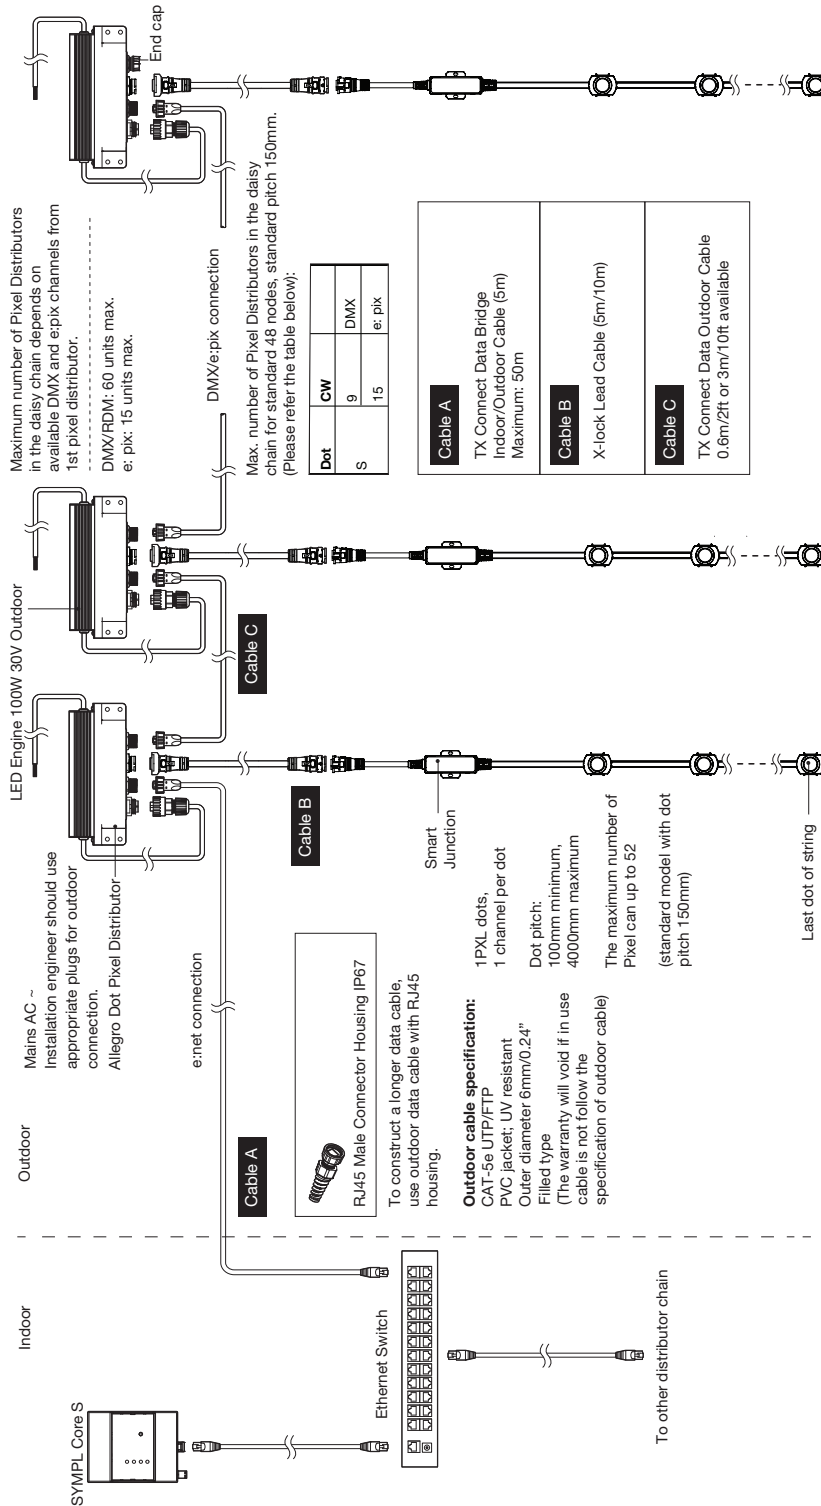 Indoor
Outdoor
SYMPL Core S
Ethernet Switch
To other distributor chain
Mains AC ~
Installation engineer should use
appropriate plugs for outdoor
connection.
Allegro Dot Pixel Distributor
LED Engine 100W 30V Outdoor
e:net connection
Cable A
Cable B
Cable C
RJ45 Male Connector Housing IP67
To construct a longer data cable,
use outdoor data cable with RJ45
housing.
Outdoor cable specification:
CAT-5e UTP/FTP
PVC jacket; UV resistant
Outer diameter 6mm/0.24"
Filled type
(The warranty will void if in use
cable is not follow the
specification of outdoor cable)
Smart
Junction
1PXL dots,
1 channel per dot
Dot pitch:
100mm minimum,
4000mm maximum
The maximum number of
Pixel can up to 52
(standard model with dot
pitch 150mm)
Last dot of string
Maximum number of Pixel Distributors
in the daisy chain depends on
available DMX and e:pix channels from
1st pixel distributor.
DMX/RDM: 60 units max.
e: pix: 15 units max.
End cap
DMX/e:pix connection
Max. number of Pixel Distributors in the daisy
chain for standard 48 nodes, standard pitch 150mm.
(Please refer the table below):
Dot CW
S 9 DMX
15 e: pix
Cable A
TX Connect Data Bridge
Indoor/Outdoor Cable (5m)
Maximum: 50m
Cable B
X-lock Lead Cable (5m/10m)
Cable C
TX Connect Data Outdoor Cable
0.6m/2ft or 3m/10ft available